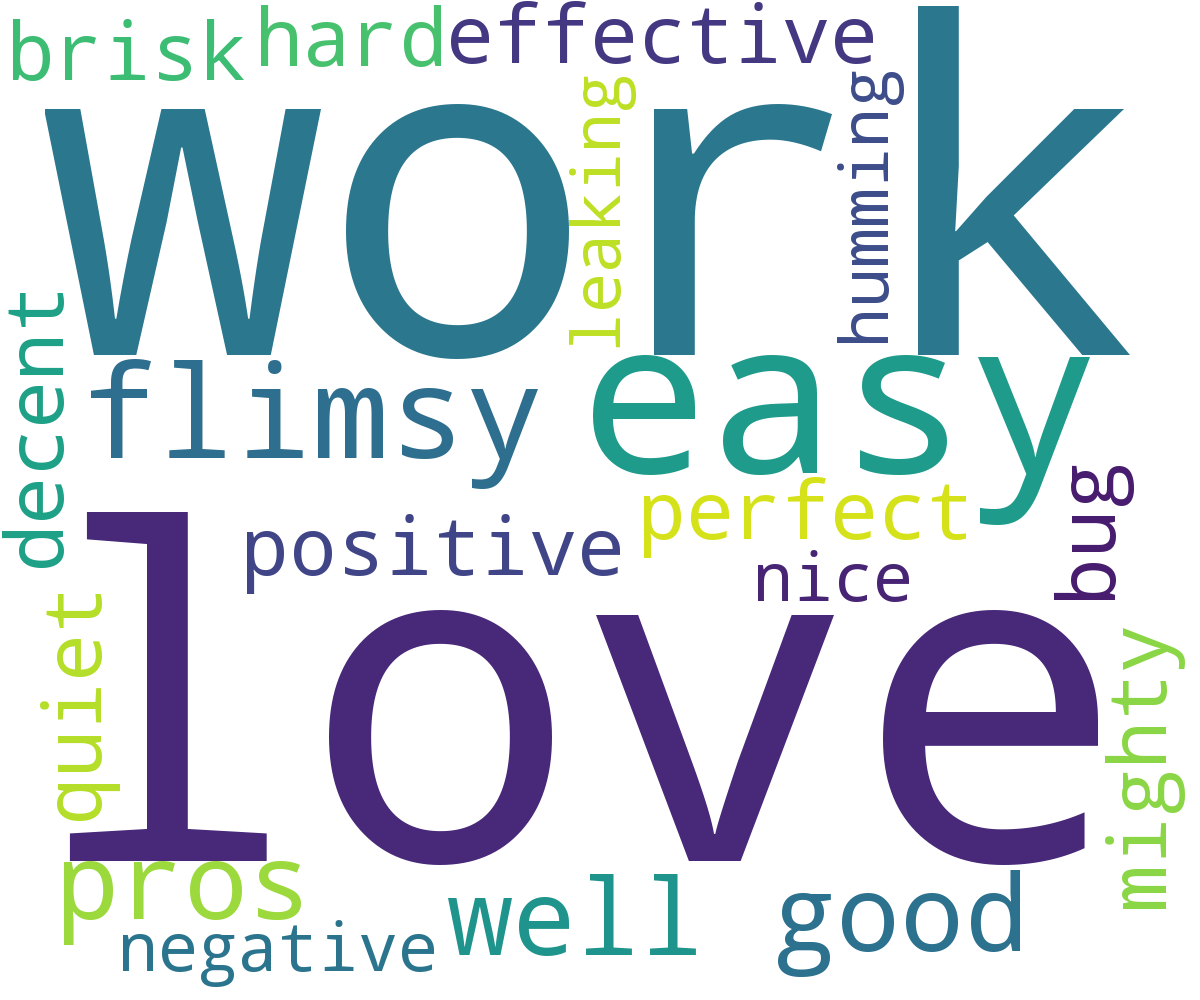 brisk
hard
effective
work
leaking
humming
decent
flimsy
easy
perfect
positive
nice
bug
quiet
love
mighty
pros
well
good
negative